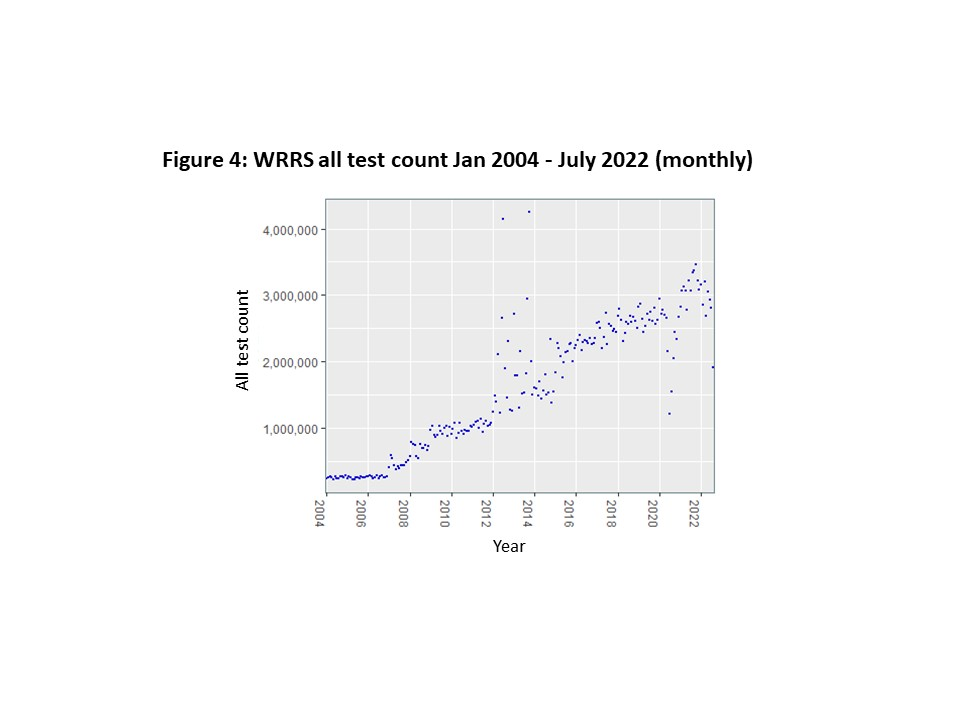 Figure 4: WRRS all test count Jan 2004 - July 2022 (monthly)
4,000,000
3,000,000
2,000,000
1,000,000
All test count
2004 2006 2008 2010 2012 2014 2016 2018 2020 2022
Year